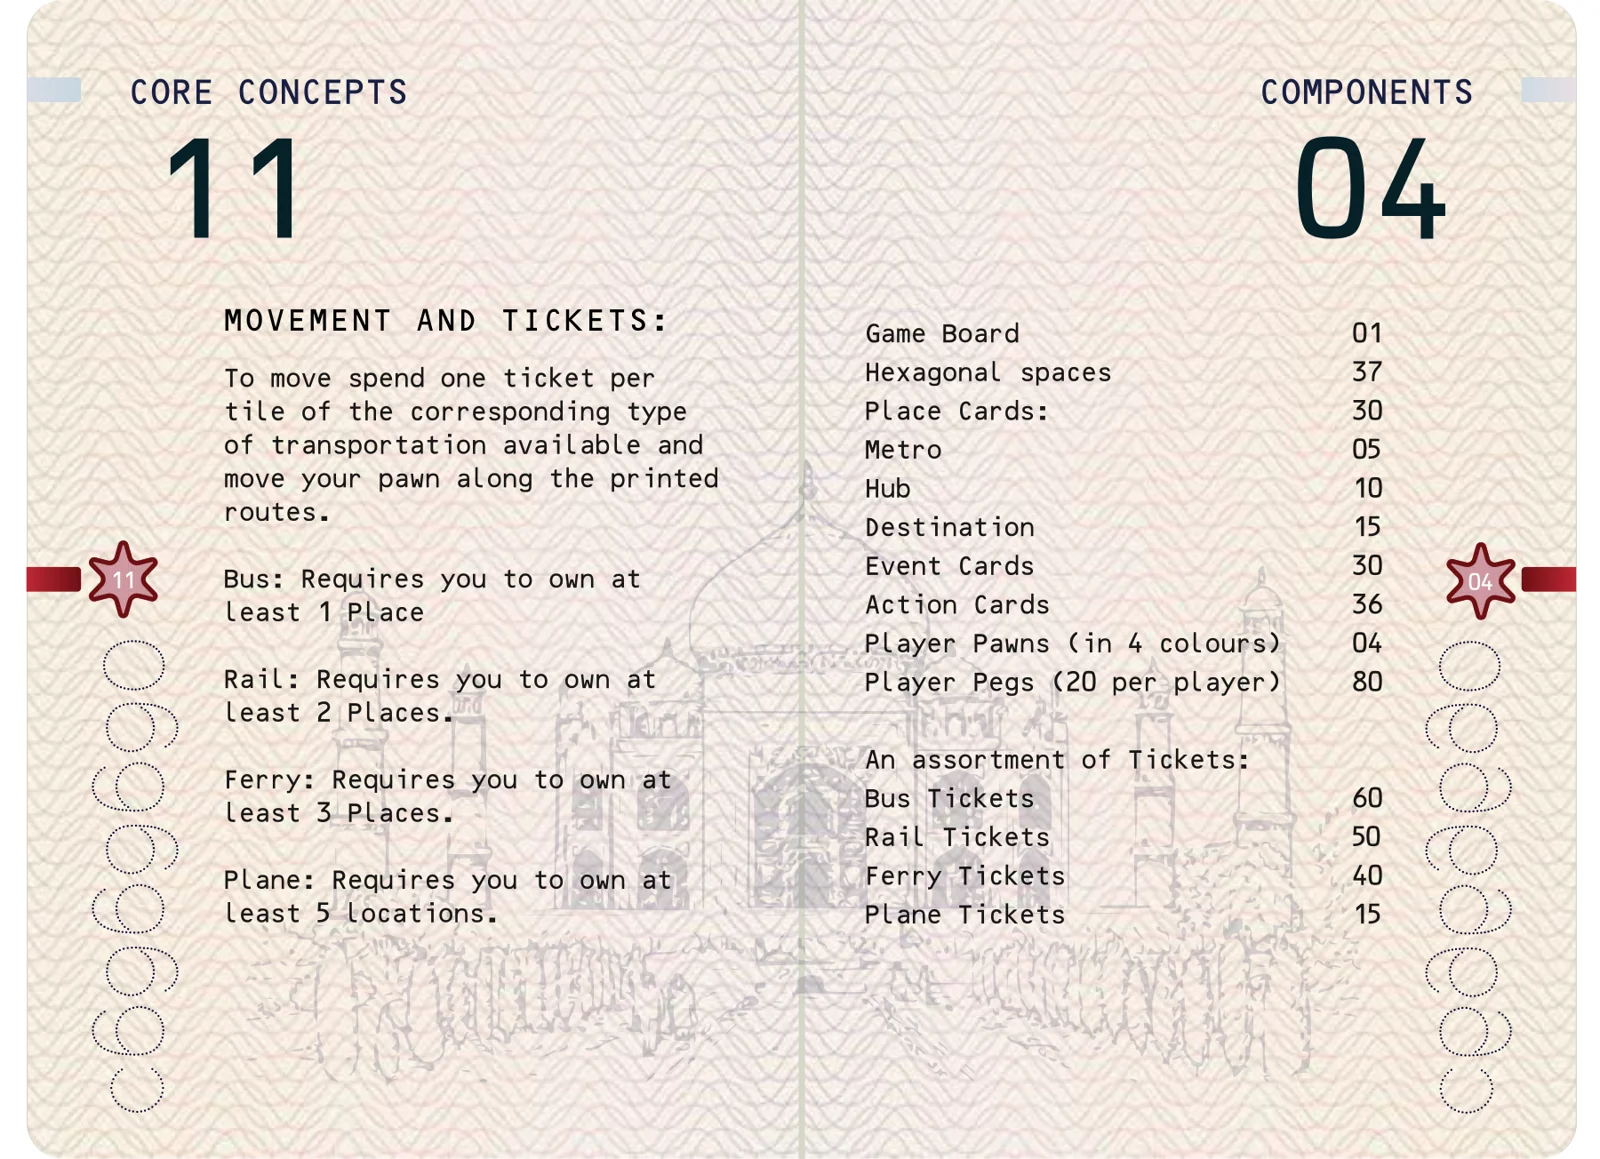 CORE CONCEPTS
11
MOVEMENT AND TICKETS:
To move spend one ticket per
tile of the corresponding type
of transportation available and
move your pawn along the printed
routes.
Bus: Requires you to own at
least 1 Place
Rail: Requires you to own at
least 2 Places.
Ferry: Requires you to own at
least 3 Places.
Plane: Requires you to own at
least 5 locations.
11
COMPONENTS
04
Game Board 01
Hexagonal spaces 37
Place Cards: 30
Metro 05
Hub 10
Destination 15
Event Cards 30
Action Cards 36
Player Pawns (in 4 colours) 04
Player Pegs (20 per player) 80
An assortment of Tickets:
Bus Tickets 60
Rail Tickets 50
Ferry Tickets 40
Plane Tickets 15
04